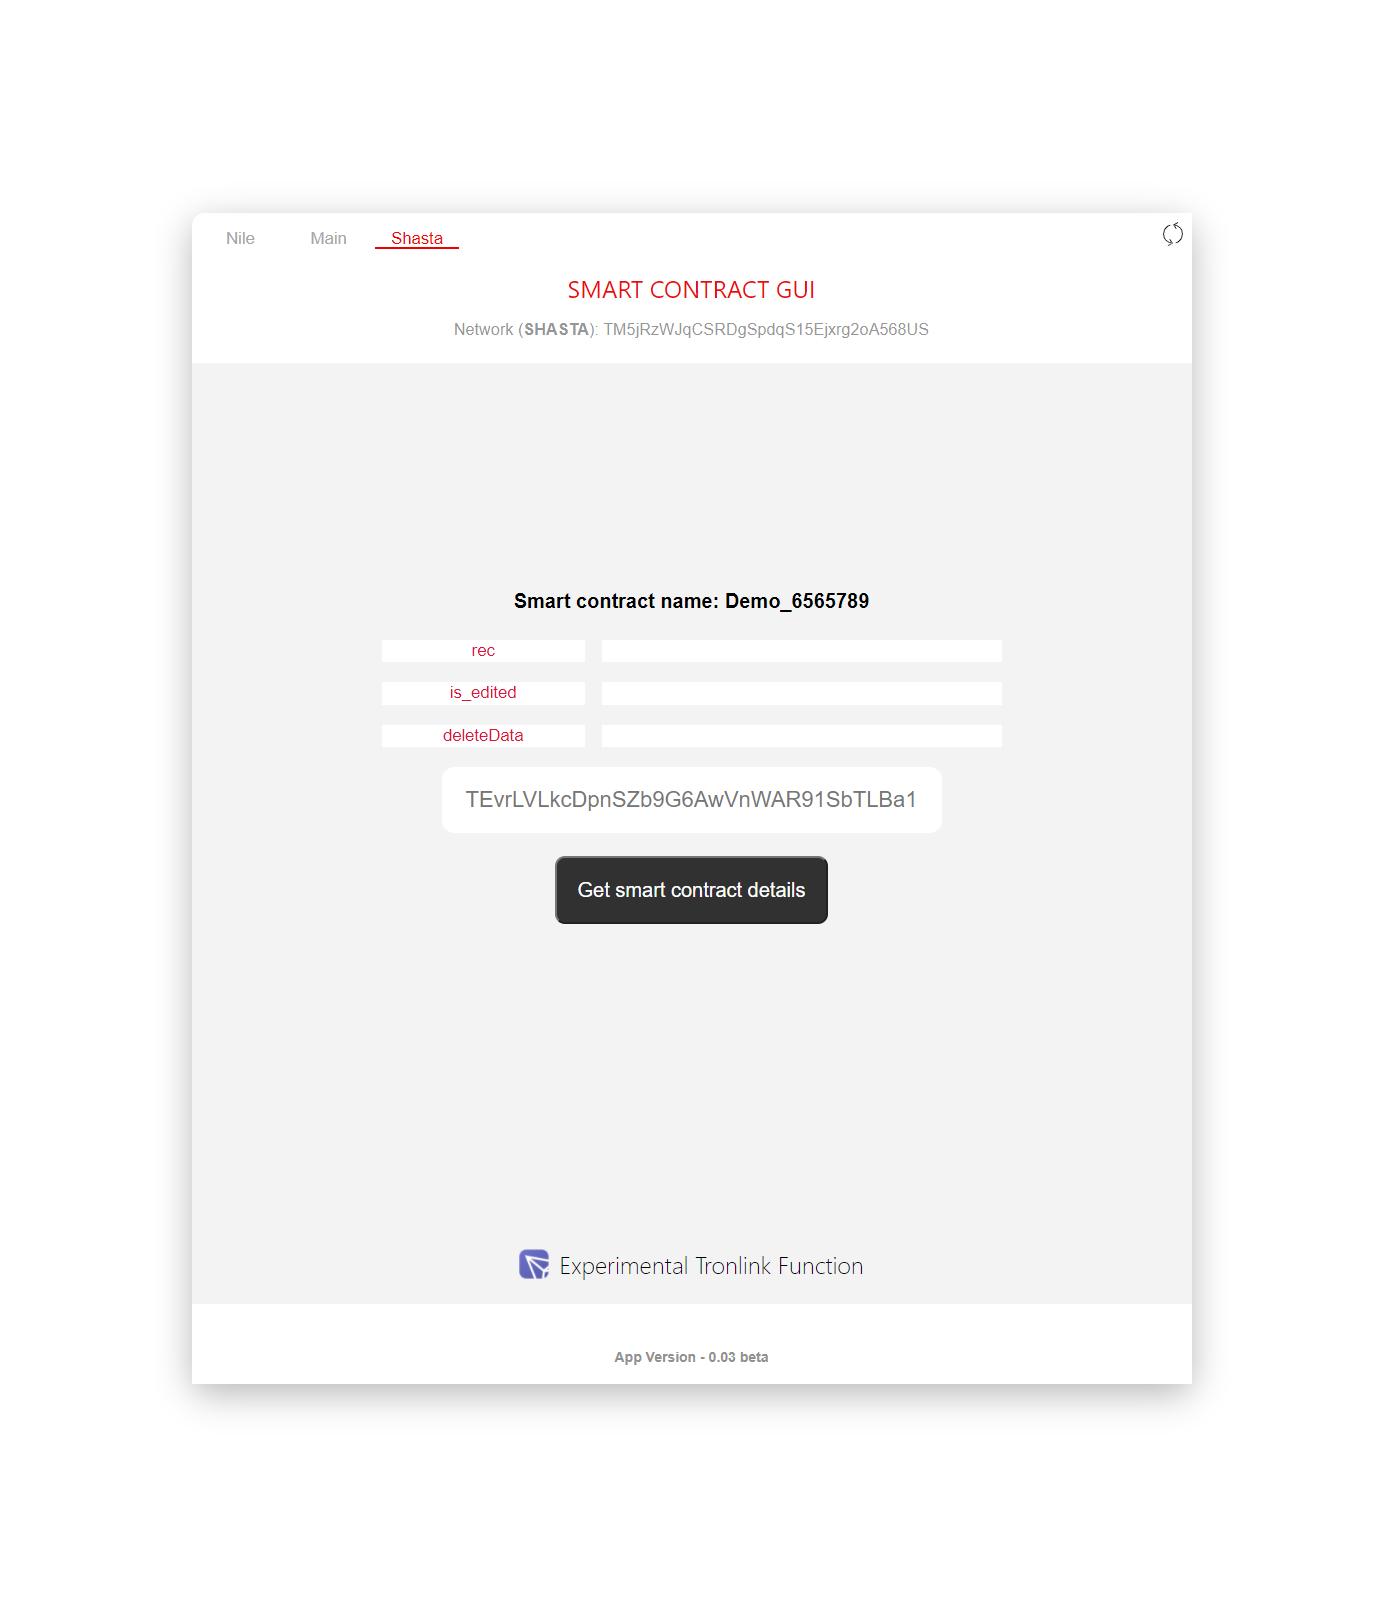 Nile Main Shasta
SMART CONTRACT GUI
Network (SHASTA): TM5jRzWJqCSRDgSpdqS15Ejxrg2oA568US
Smart contract name: Demo_6565789
rec
is_edited
deleteData
TEvrLVLkcDpnSZb9G6AwVnWAR91SbTLBa1
Get smart contract details
Experimental Tronlink Function
App Version - 0.03 beta